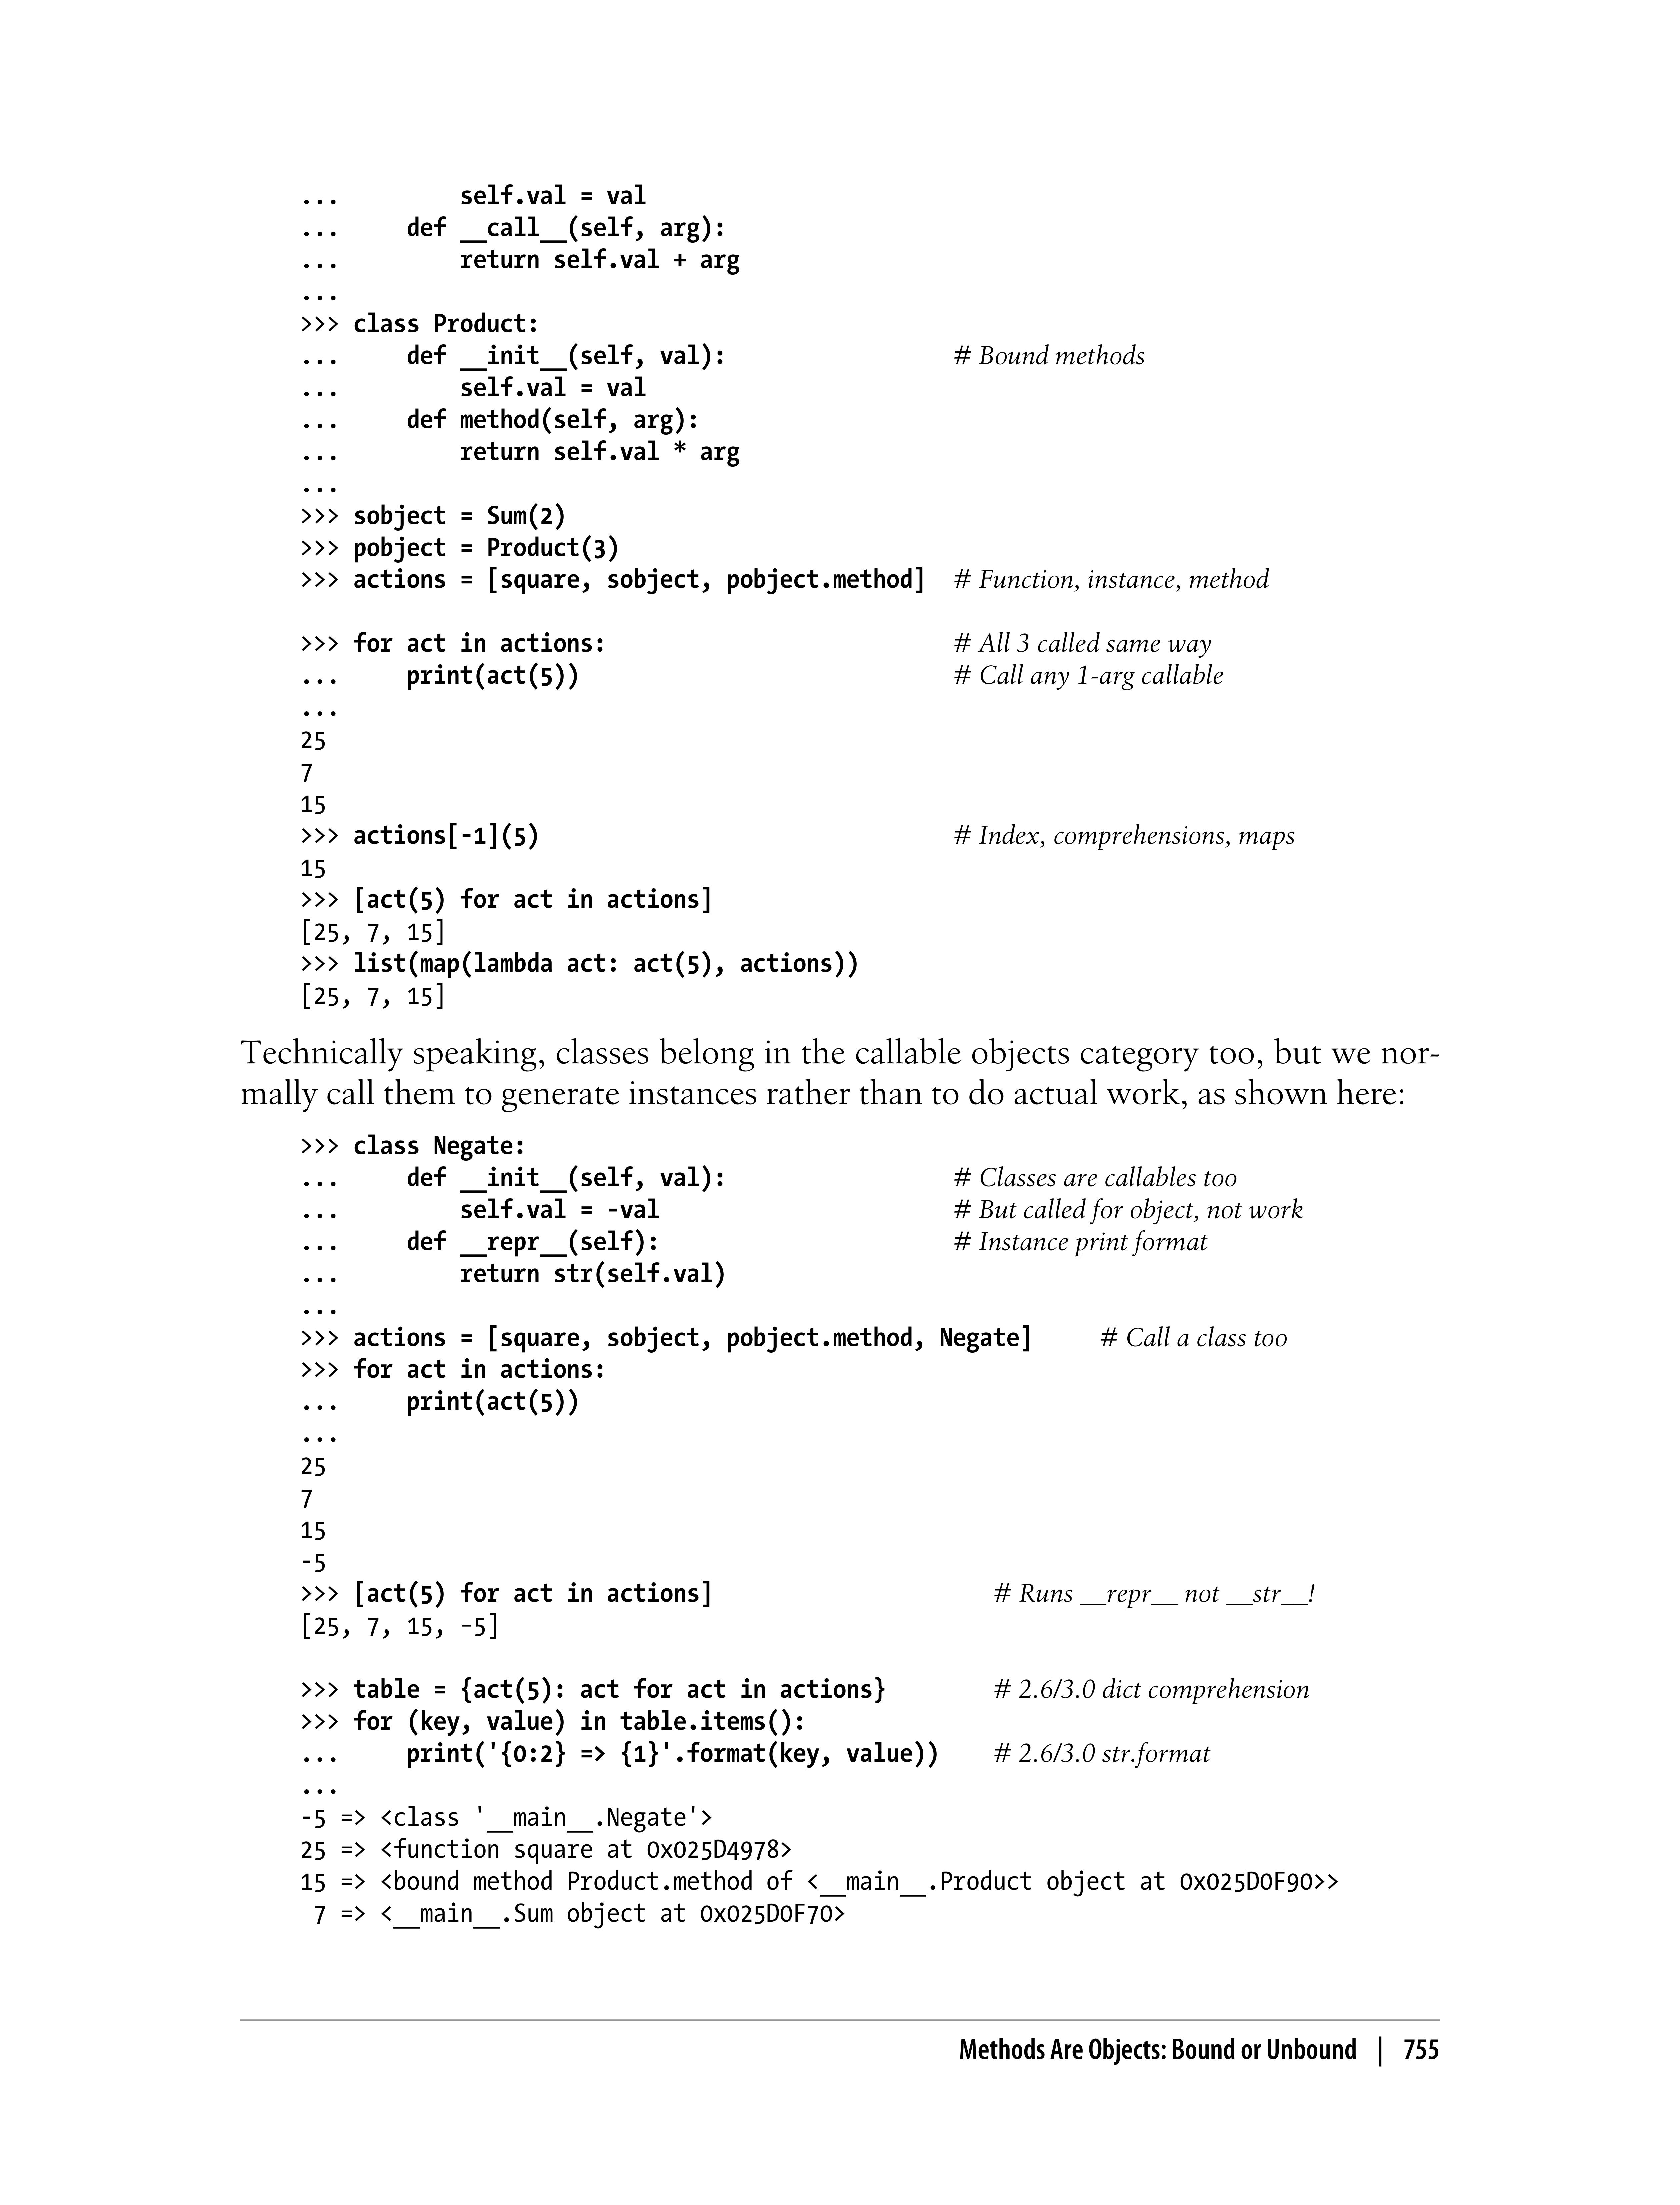 ...         self.val = val
...     def __call__(self, arg):
...         return self.val + arg
...
>>> class Product:
...     def __init__(self, val):                 # Bound methods
...         self.val = val
...     def method(self, arg):
...         return self.val * arg
...
>>> sobject = Sum(2)
>>> pobject = Product(3)
>>> actions = [square, sobject, pobject.method]  # Function, instance, method
>>> for act in actions:                          # All 3 called same way
...     print(act(5))                            # Call any 1-arg callable
...
25
7
15
>>> actions[-1](5)                               # Index, comprehensions, maps
15
>>> [act(5) for act in actions]
[25, 7, 15]
>>> list(map(lambda act: act(5), actions))
[25, 7, 15]
Technically speaking, classes belong in the callable objects category too, but we nor-
mally call them to generate instances rather than to do actual work, as shown here:
>>> class Negate:
...     def __init__(self, val):                 # Classes are callables too
...         self.val = -val                      # But called for object, not work
...     def __repr__(self):                      # Instance print format
...         return str(self.val)
...
>>> actions = [square, sobject, pobject.method, Negate]     # Call a class too
>>> for act in actions:
...     print(act(5))
...
25
7
15
-5
>>> [act(5) for act in actions]                     # Runs __repr__ not __str__!
[25, 7, 15, -5]
>>> table = {act(5): act for act in actions}        # 2.6/3.0 dict comprehension
>>> for (key, value) in table.items():
...     print('{0:2} => {1}'.format(key, value))    # 2.6/3.0 str.format
...
-5 => <class '__main__.Negate'>
25 => <function square at 0x025D4978>
15 => <bound method Product.method of <__main__.Product object at 0x025D0F90>>
 7 => <__main__.Sum object at 0x025D0F70>
Methods Are Objects: Bound or Unbound | 755